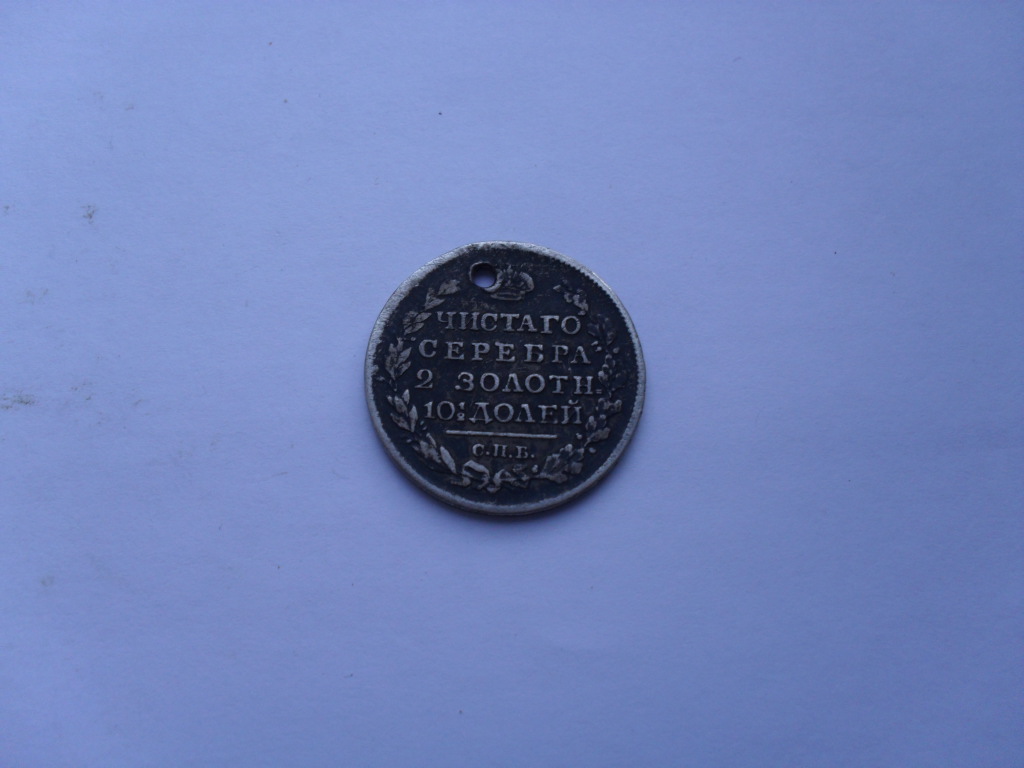 ЧИСТАГО
СЕРЕБРА
2 ЗОЛОТН.
10½ ДОЛЕЙ
С.П.Б.